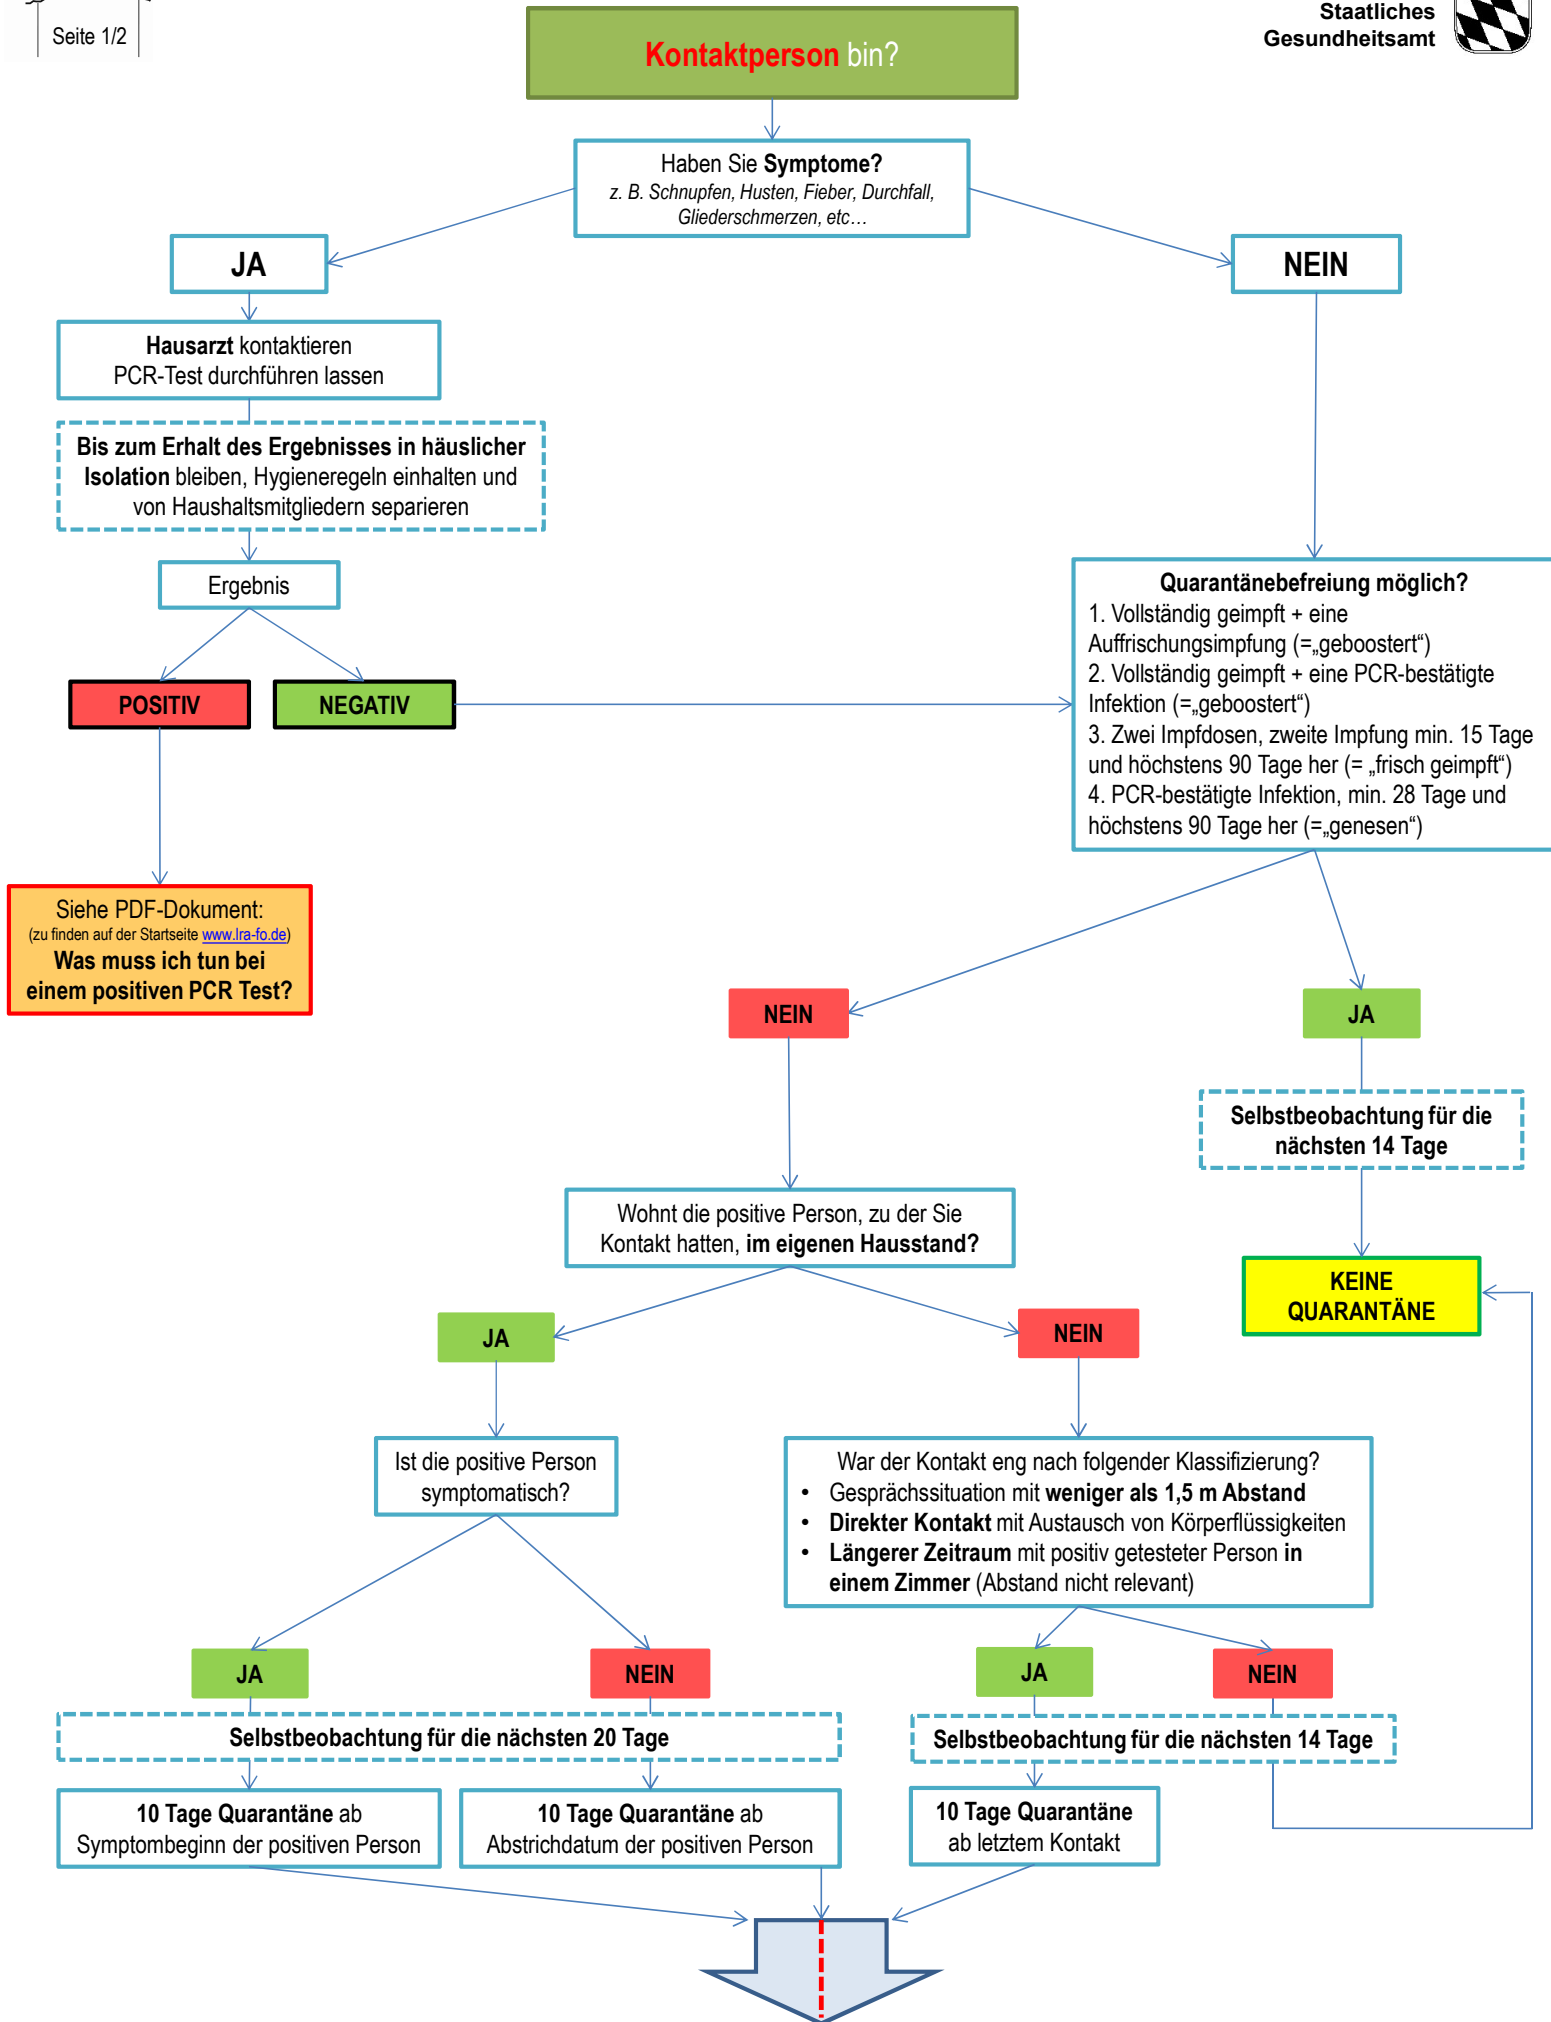 Seite 1/2
Staatliches
Gesundheitsamt
Kontaktperson bin?
Haben Sie Symptome?
z. B. Schnupfen, Husten, Fieber, Durchfall,
Gliederschmerzen, etc…
JA
NEIN
Hausarzt kontaktieren
PCR-Test durchführen lassen
Bis zum Erhalt des Ergebnisses in häuslicher
Isolation bleiben, Hygieneregeln einhalten und
von Haushaltsmitgliedern separieren
Ergebnis
POSITIV
NEGATIV
Quarantänebefreiung möglich?
1. Vollständig geimpft + eine
Auffrischungsimpfung (=„geboostert“)
2. Vollständig geimpft + eine PCR-bestätigte
Infektion (=„geboostert“)
3. Zwei Impfdosen, zweite Impfung min. 15 Tage
und höchstens 90 Tage her (= „frisch geimpft“)
4. PCR-bestätigte Infektion, min. 28 Tage und
höchstens 90 Tage her (=„genesen“)
Siehe PDF-Dokument:
(zu finden auf der Startseite www.lra-fo.de)
Was muss ich tun bei
einem positiven PCR Test?
NEIN
JA
Selbstbeobachtung für die
nächsten 14 Tage
Wohnt die positive Person, zu der Sie
Kontakt hatten, im eigenen Hausstand?
KEINE
QUARANTÄNE
JA
NEIN
Ist die positive Person
symptomatisch?
War der Kontakt eng nach folgender Klassifizierung?
• Gesprächssituation mit weniger als 1,5 m Abstand
• Direkter Kontakt mit Austausch von Körperflüssigkeiten
• Längerer Zeitraum mit positiv getesteter Person in
einem Zimmer (Abstand nicht relevant)
JA
NEIN
JA
NEIN
Selbstbeobachtung für die nächsten 20 Tage
Selbstbeobachtung für die nächsten 14 Tage
10 Tage Quarantäne ab
Symptombeginn der positiven Person
10 Tage Quarantäne ab
Abstrichdatum der positiven Person
10 Tage Quarantäne
ab letztem Kontakt